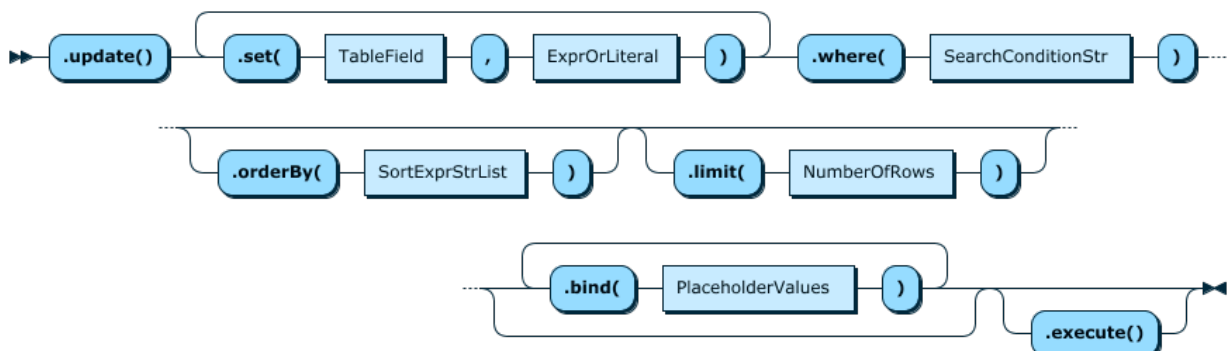 .update() .set( TableField , ExprOrLiteral ) .where( SearchConditionStr )
.orderBy( SortExprStrList ) .limit( NumberOfRows )
.bind( PlaceholderValues )
.execute()